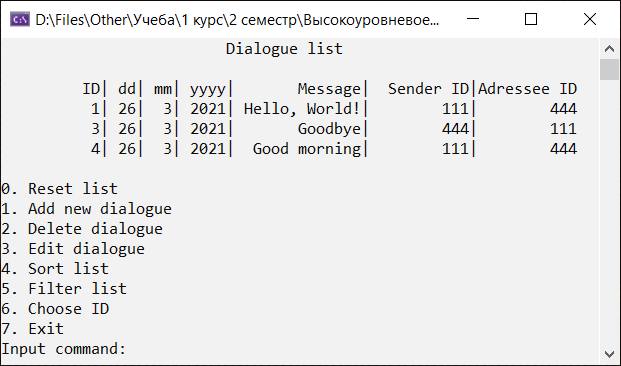 D:\Files\Other\Учеба\1 курс\2 семестр\Высокоуровневое...
Dialogue list
ID| dd| mm| yyyy| Message| Sender ID|Adressee ID
1| 26| 3| 2021| Hello, World!| 111| 444
3| 26| 3| 2021| Goodbye| 444| 111
4| 26| 3| 2021| Good morning| 111| 444
0. Reset list
1. Add new dialogue
2. Delete dialogue
3. Edit dialogue
4. Sort list
5. Filter list
6. Choose ID
7. Exit
Input command: